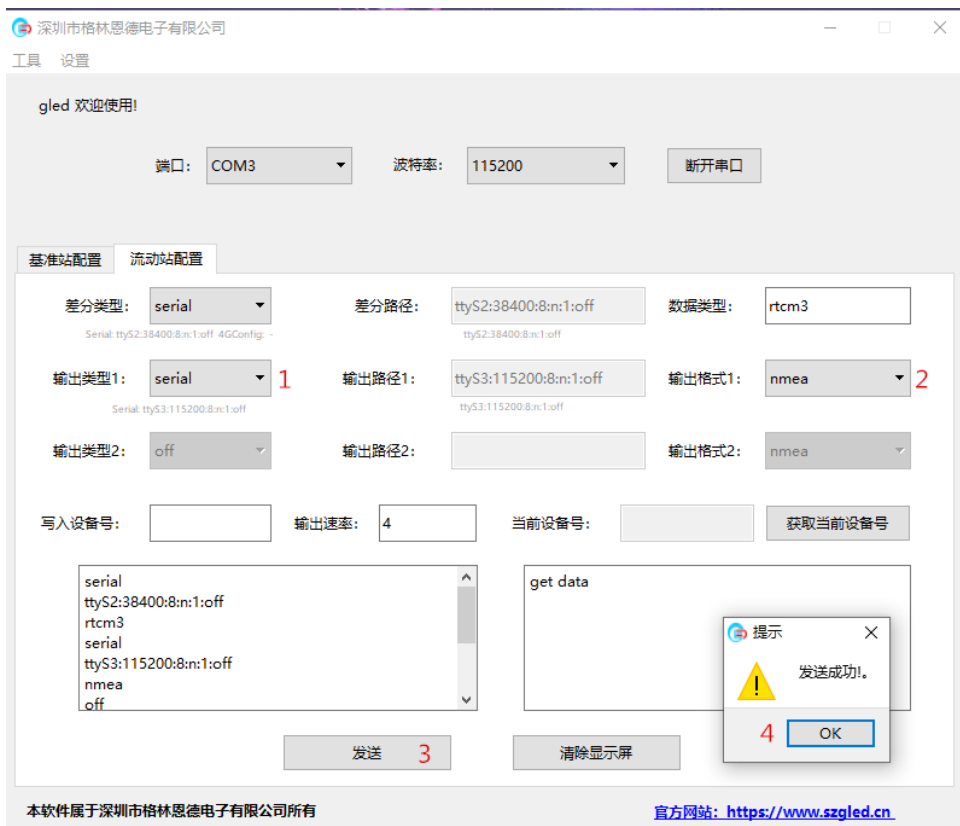 深圳市格林恩德电子有限公司
工具 设置
gled 欢迎使用!
端口: COM3 波特率: 115200 断开串口
基准站配置 流动站配置
差分类型: serial 差分路径: ttyS2:38400:8:n:1:off 数据类型: rtcm3
Serial: ttyS2:38400:8:n:1:off 4GConfig: - ttyS2:38400:8:n:1:off
输出类型1: serial 1 输出路径1: ttyS3:115200:8:n:1:off 输出格式1: nmea 2
Serial: ttyS3:115200:8:n:1:off ttyS3:115200:8:n:1:off
输出类型2: off 输出路径2: 输出格式2: nmea
写入设备号: 输出速率: 4 当前设备号: 获取当前设备号
serial
ttyS2:38400:8:n:1:off
rtcm3
serial
ttyS3:115200:8:n:1:off
nmea
off
get data
提示
发送成功!。
4 OK
发送 3 清除显示屏
本软件属于深圳市格林恩德电子有限公司所有 官方网站: https://www.szgled.cn